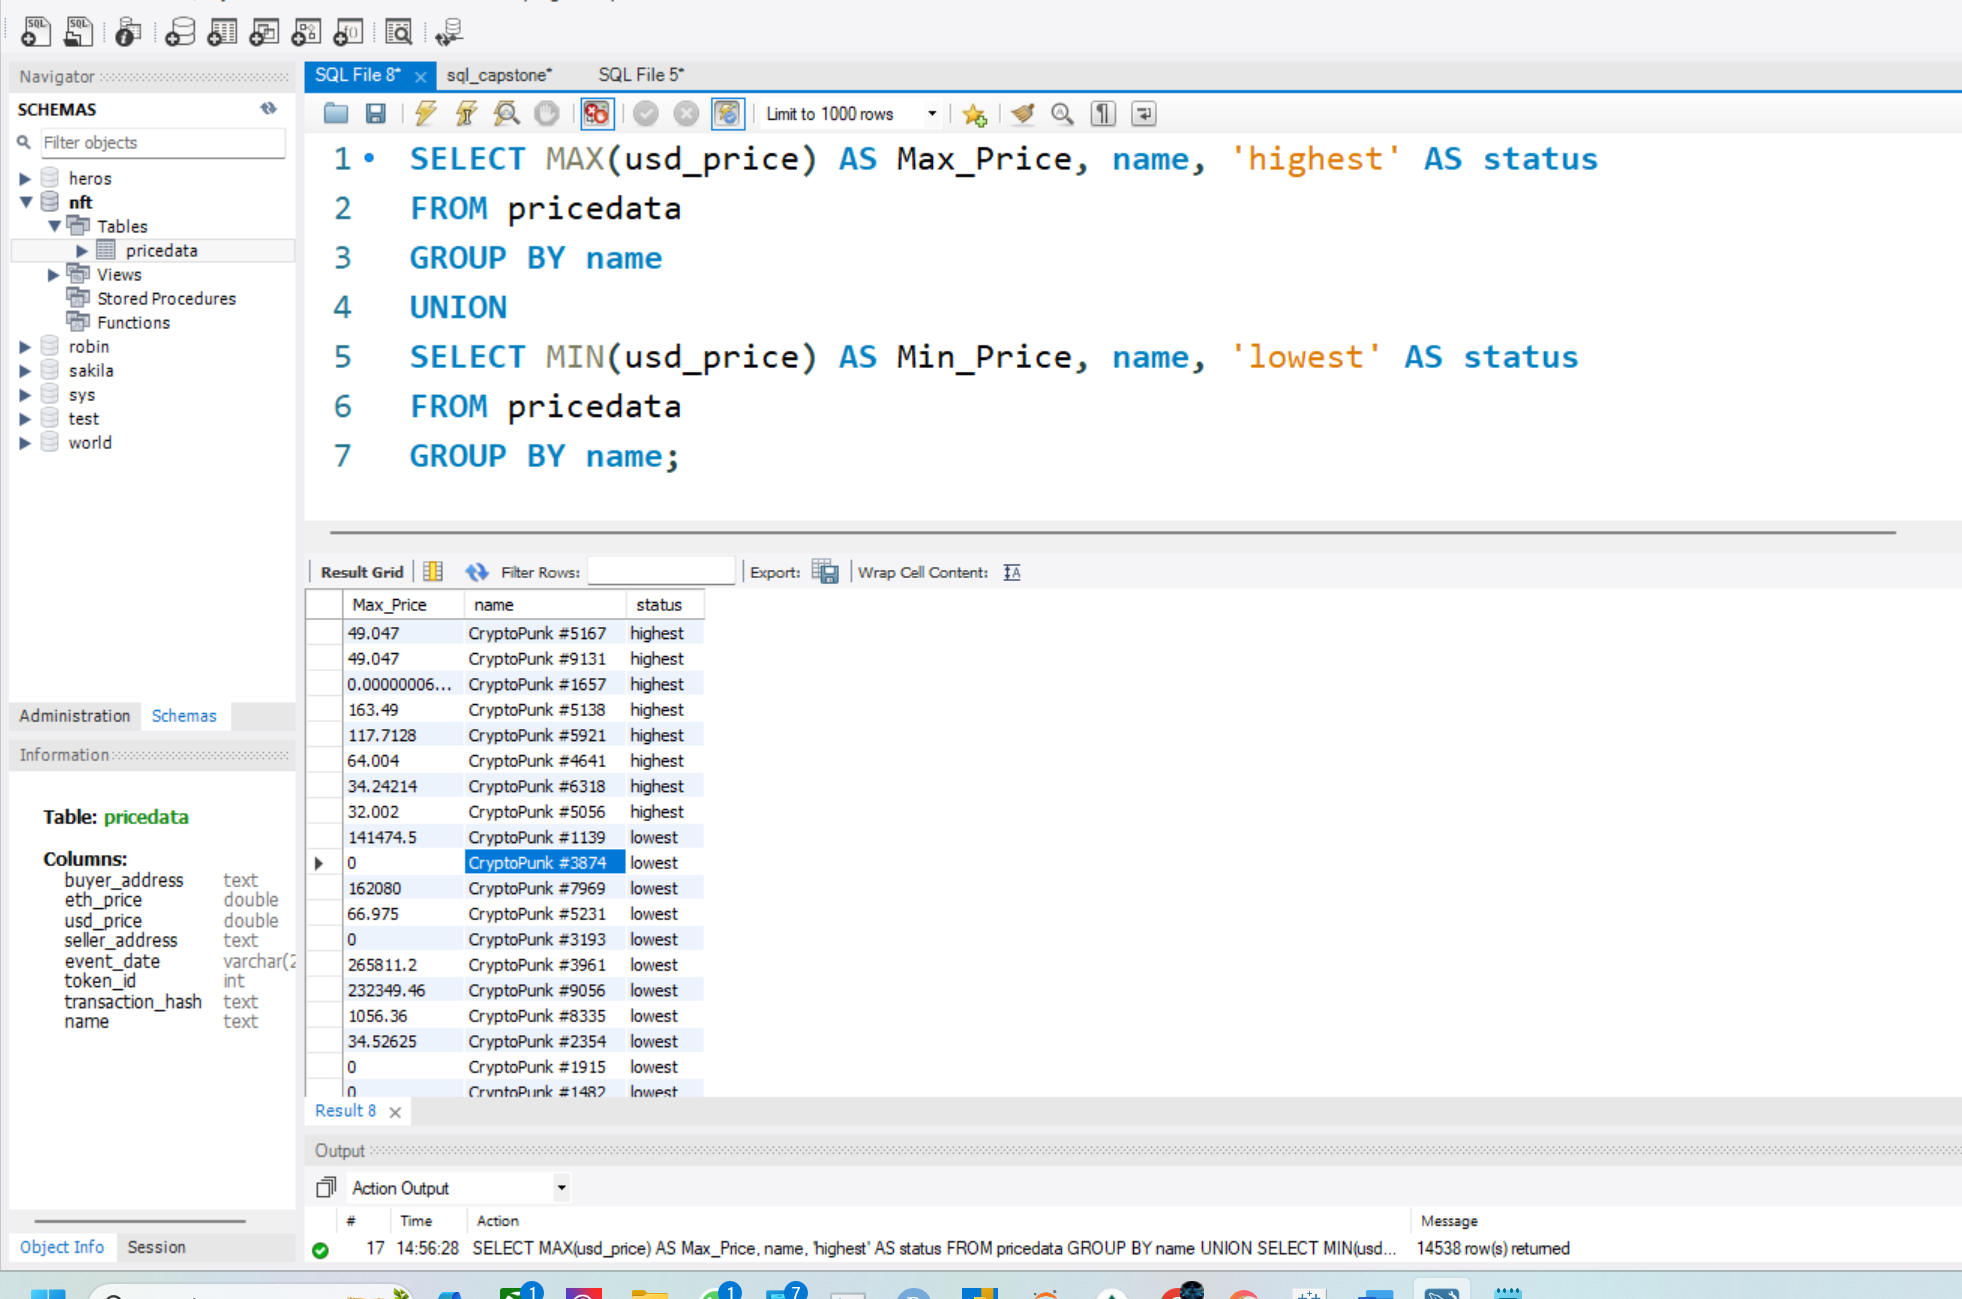 Navigator
SQL File 8*
sql_capstone*
SQL File 5*
SCHEMAS
Limit to 1000 rows
Filter objects
heros
nft
Tables
pricedata
Views
Stored Procedures
Functions
robin
sakila
sys
test
world
1 SELECT MAX(usd_price) AS Max_Price, name, 'highest' AS status
2 FROM pricedata
3 GROUP BY name
4 UNION
5 SELECT MIN(usd_price) AS Min_Price, name, 'lowest' AS status
6 FROM pricedata
7 GROUP BY name;
Result Grid Filter Rows: Export: Wrap Cell Content:
Max_Price name status
49.047 CryptoPunk #5167 highest
49.047 CryptoPunk #9131 highest
0.00000006... CryptoPunk #1657 highest
163.49 CryptoPunk #5138 highest
117.7128 CryptoPunk #5921 highest
64.004 CryptoPunk #4641 highest
34.24214 CryptoPunk #6318 highest
32.002 CryptoPunk #5056 highest
141474.5 CryptoPunk #1139 lowest
0 CryptoPunk #3874 lowest
162080 CryptoPunk #7969 lowest
66.975 CryptoPunk #5231 lowest
0 CryptoPunk #3193 lowest
265811.2 CryptoPunk #3961 lowest
232349.46 CryptoPunk #9056 lowest
1056.36 CryptoPunk #8335 lowest
34.52625 CryptoPunk #2354 lowest
0 CryptoPunk #1915 lowest
0 CryptoPunk #1482 lowest
Administration Schemas
Information
Table: pricedata
Columns:
buyer_address text
eth_price double
usd_price double
seller_address text
event_date varchar(2
token_id int
transaction_hash text
name text
Result 8
Output
Action Output
# Time Action Message
17 14:56:28 SELECT MAX(usd_price) AS Max_Price, name, 'highest' AS status FROM pricedata GROUP BY name UNION SELECT MIN(usd... 14538 row(s) returned
Object Info Session
1
1
7